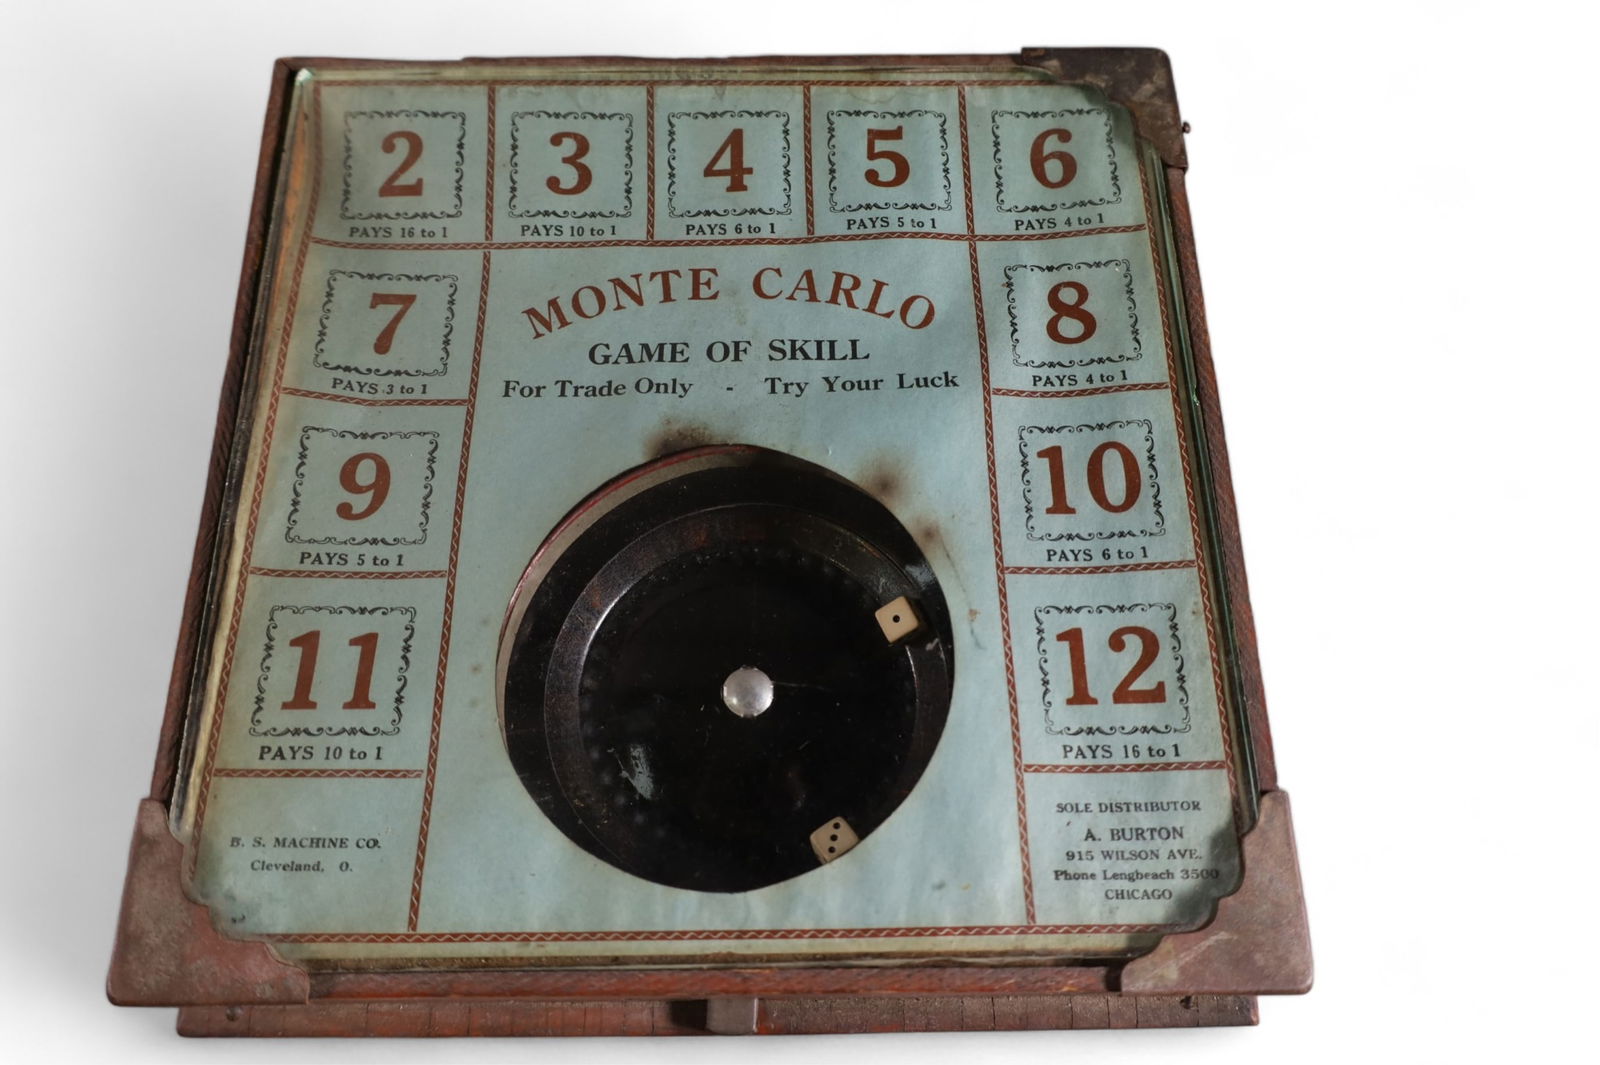 2
PAYS 16 to 1
3
PAYS 10 to 1
4
PAYS 6 to 1
5
PAYS 5 to 1
6
PAYS 4 to 1
7
PAYS 3 to 1
MONTE CARLO
GAME OF SKILL
For Trade Only - Try Your Luck
8
PAYS 4 to 1
9
PAYS 5 to 1
10
PAYS 6 to 1
11
PAYS 10 to 1
12
PAYS 16 to 1
B. S. MACHINE CO.
Cleveland, O.
SOLE DISTRIBUTOR
A. BURTON
915 WILSON AVE.
Phone Longbeach 3500
CHICAGO